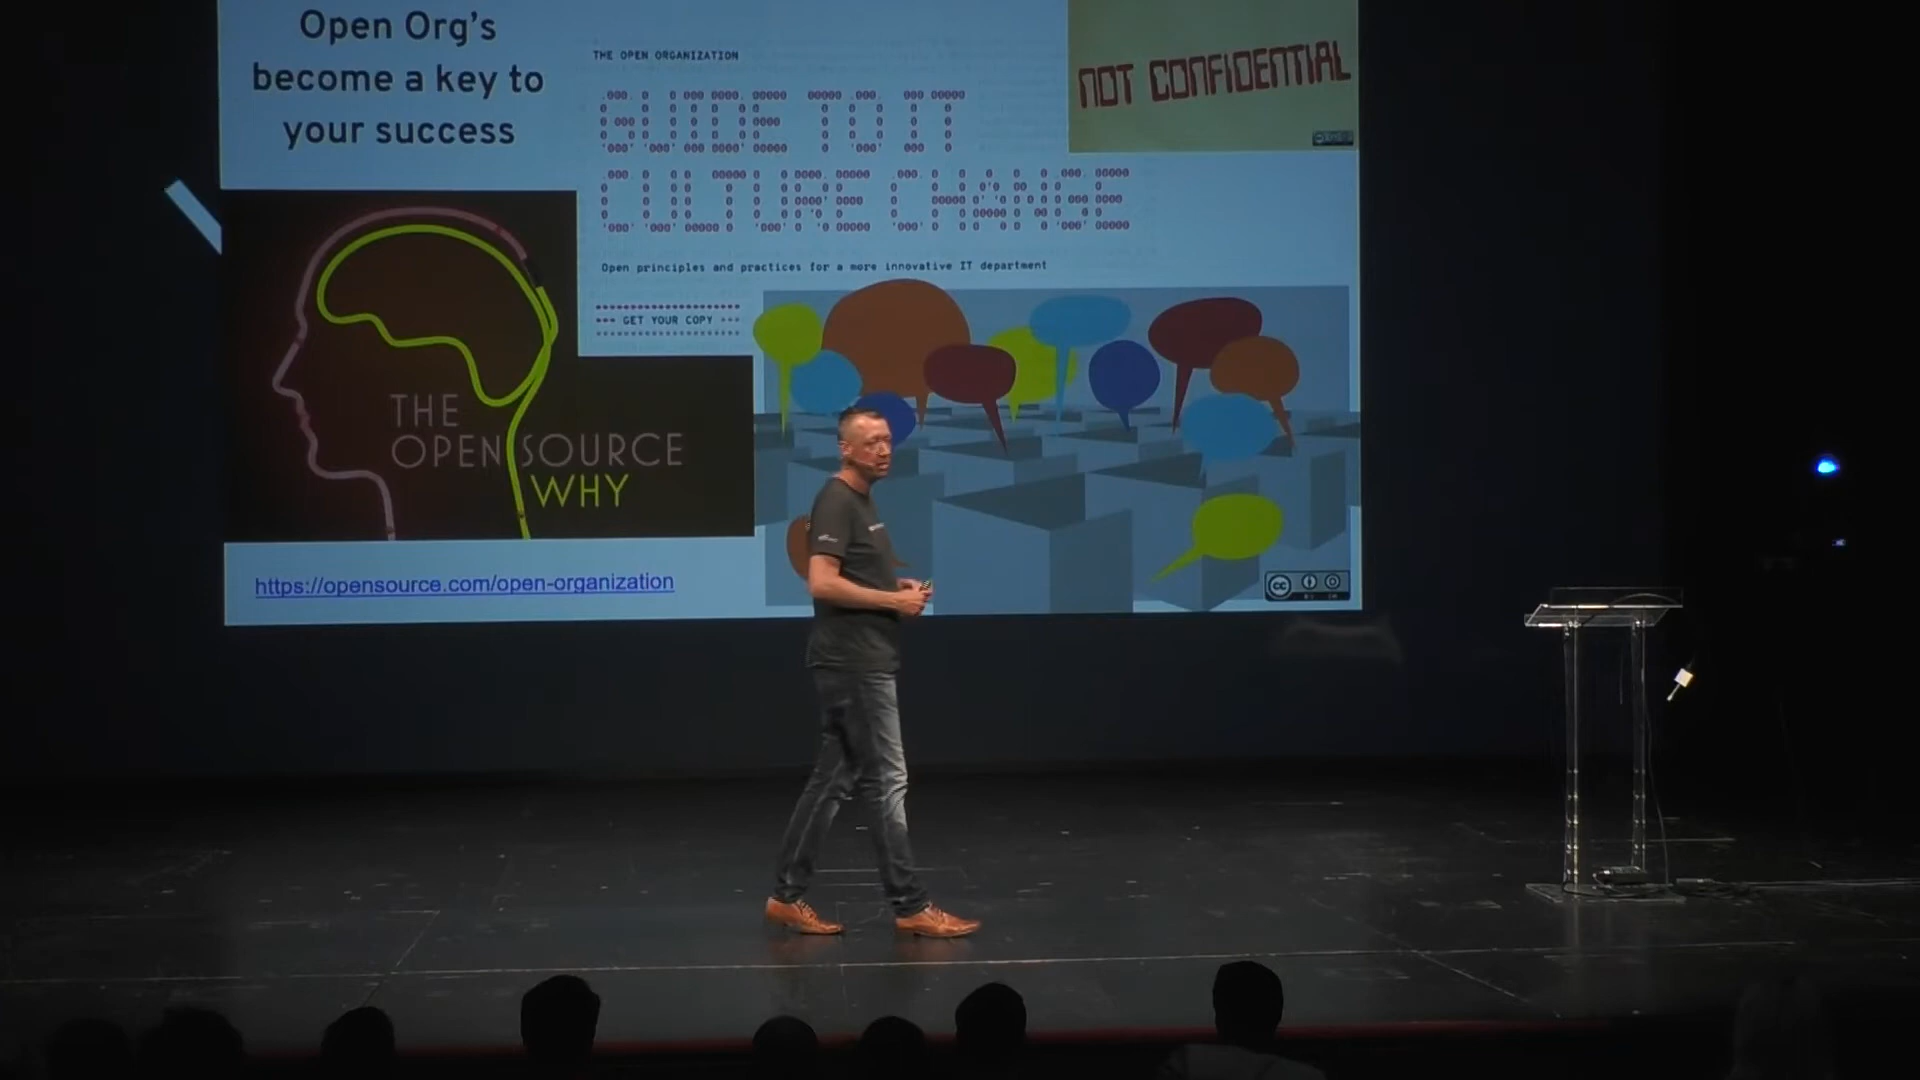 Open Org's
become a key to
your success
THE OPEN ORGANIZATION
GUIDE TO IT
CULTURE CHANGE
Open principles and practices for a more innovative IT department
GET YOUR COPY
NOT CONFIDENTIAL
THE
OPEN SOURCE
WHY
https://opensource.com/open-organization
cc